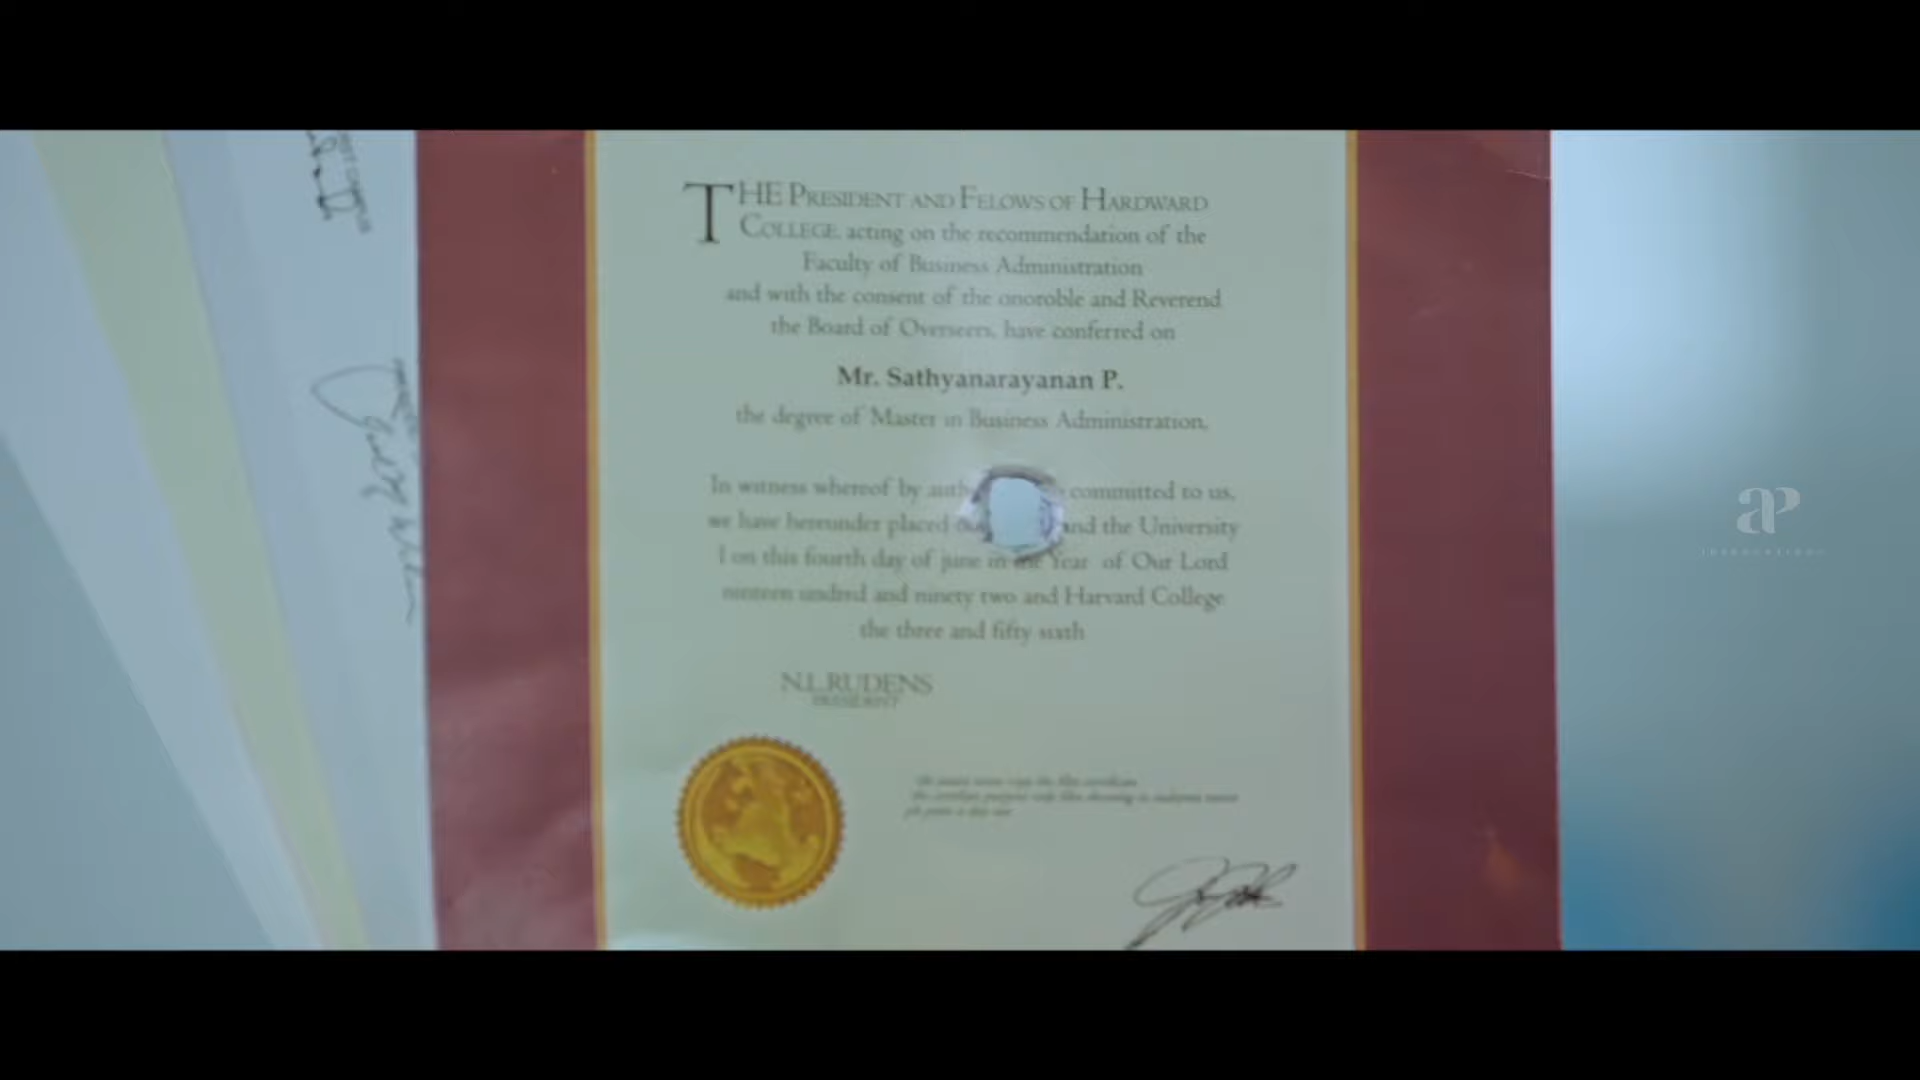 THE PRESIDENT AND FELOWS OF HARDWARD
COLLEGE, acting on the recommendation of the
Faculty of Business Administration
and with the consent of the onoroble and Reverend
the Board of Overseers, have conferred on
Mr. Sathyanarayanan P.
the degree of Master in Business Administration,
In witness whereof by committed to us,
we have hereunder placed and the University
l on this fourth day of june in the Year of Our Lord
ninteen undred and ninety two and Harvard College
the three and fifty sixth
N.L.RUDENS
PRESIDENT
ap